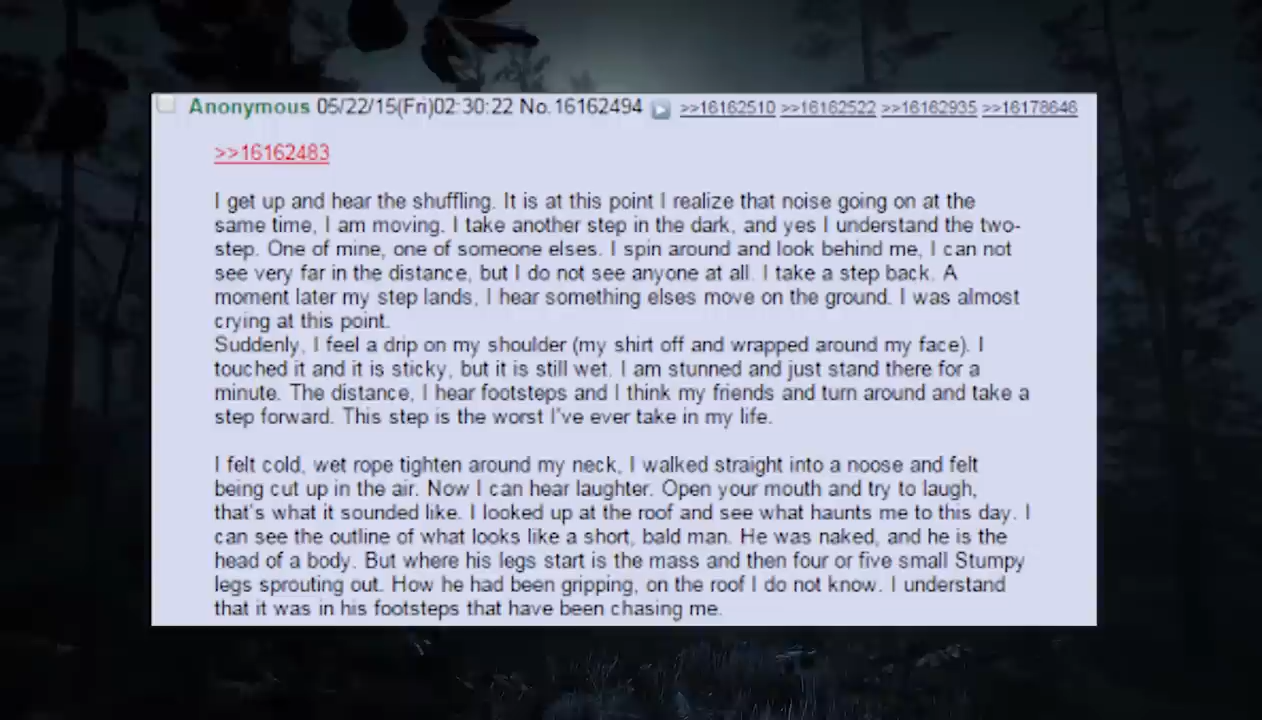 Anonymous 05/22/15(Fri)02:30:22 No.16162494 >>16162510 >>16162522 >>16162935 >>16178646
>>16162483
I get up and hear the shuffling. It is at this point I realize that noise going on at the
same time, I am moving. I take another step in the dark, and yes I understand the two-
step. One of mine, one of someone elses. I spin around and look behind me, I can not
see very far in the distance, but I do not see anyone at all. I take a step back. A
moment later my step lands, I hear something elses move on the ground. I was almost
crying at this point.
Suddenly, I feel a drip on my shoulder (my shirt off and wrapped around my face). I
touched it and it is sticky, but it is still wet. I am stunned and just stand there for a
minute. The distance, I hear footsteps and I think my friends and turn around and take a
step forward. This step is the worst I've ever take in my life.
I felt cold, wet rope tighten around my neck, I walked straight into a noose and felt
being cut up in the air. Now I can hear laughter. Open your mouth and try to laugh,
that's what it sounded like. I looked up at the roof and see what haunts me to this day. I
can see the outline of what looks like a short, bald man. He was naked, and he is the
head of a body. But where his legs start is the mass and then four or five small Stumpy
legs sprouting out. How he had been gripping, on the roof I do not know. I understand
that it was in his footsteps that have been chasing me.